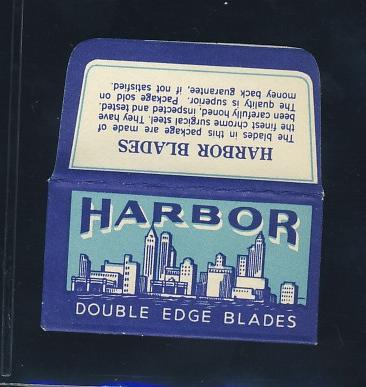 HARBOR BLADES
The blades in this package are made of
the finest chrome surgical steel. They have
been carefully honed, and inspected, and tested.
The quality is superior. Package sold on
money back guarantee, if not satisfied.
HARBOR
DOUBLE EDGE BLADES